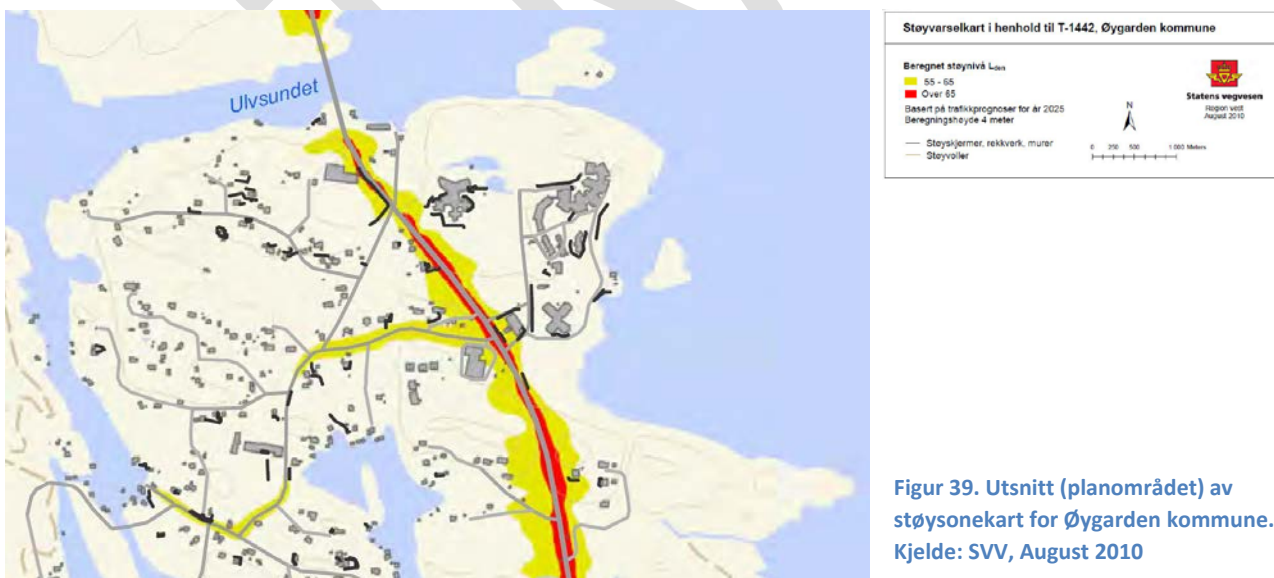 Ulvsundet
Støyvarselkart i henhold til T-1442, Øygarden kommune
Beregnet støynivå Lden
55 - 65
Over 65
Basert på trafikkprognoser for år 2025
Beregningshøyde 4 meter
Støyskjermer, rekkverk, murer
Støyvoller
N
0 250 500 1 000 Meters
Statens vegvesen
Region vest
August 2010
Figur 39. Utsnitt (planområdet) av
støysonekart for Øygarden kommune.
Kjelde: SVV, August 2010